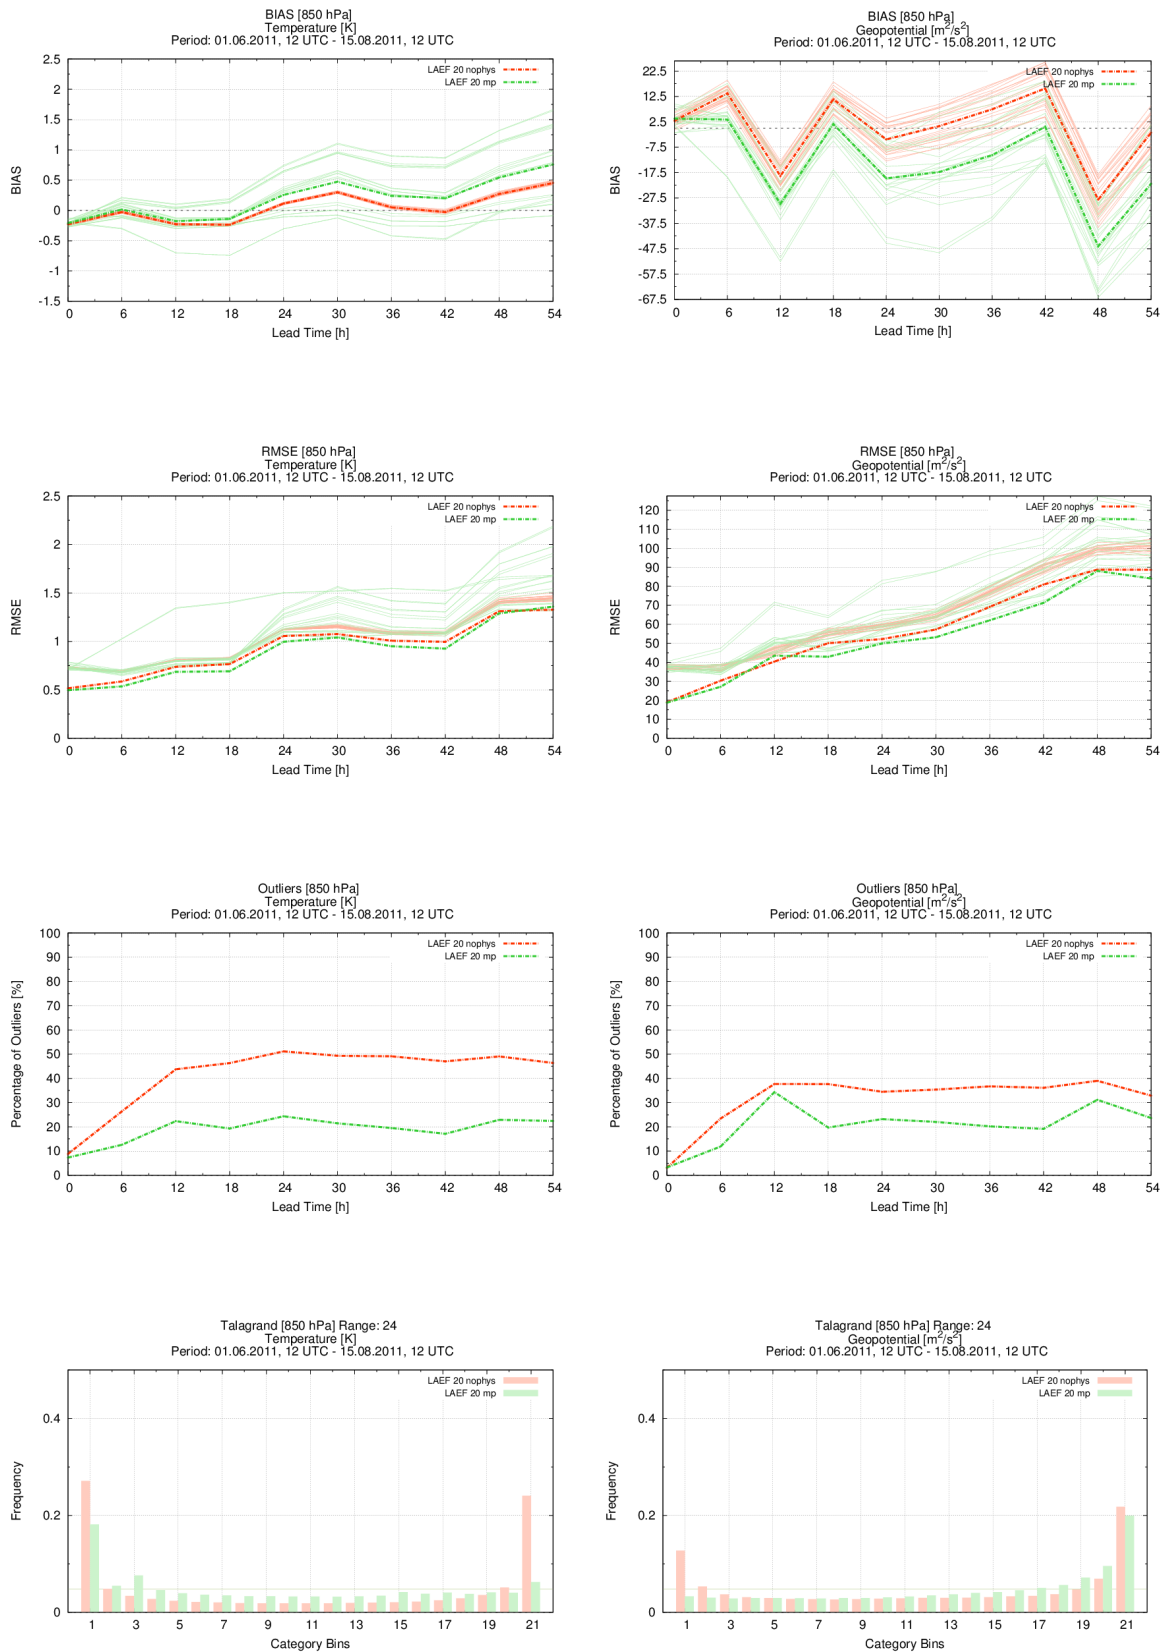 BIAS [850 hPa]
Temperature [K]
Period: 01.06.2011, 12 UTC - 15.08.2011, 12 UTC
LAEF 20 nophys
LAEF 20 mp
2.5
2
1.5
1
0.5
0
-0.5
-1
-1.5
BIAS
0 6 12 18 24 30 36 42 48 54
Lead Time [h]
BIAS [850 hPa]
Geopotential [m²/s²]
Period: 01.06.2011, 12 UTC - 15.08.2011, 12 UTC
LAEF 20 nophys
LAEF 20 mp
22.5
12.5
2.5
-7.5
-17.5
-27.5
-37.5
-47.5
-57.5
-67.5
BIAS
0 6 12 18 24 30 36 42 48 54
Lead Time [h]
RMSE [850 hPa]
Temperature [K]
Period: 01.06.2011, 12 UTC - 15.08.2011, 12 UTC
LAEF 20 nophys
LAEF 20 mp
2.5
2
1.5
1
0.5
0
RMSE
0 6 12 18 24 30 36 42 48 54
Lead Time [h]
RMSE [850 hPa]
Geopotential [m²/s²]
Period: 01.06.2011, 12 UTC - 15.08.2011, 12 UTC
LAEF 20 nophys
LAEF 20 mp
120
110
100
90
80
70
60
50
40
30
20
10
0
RMSE
0 6 12 18 24 30 36 42 48 54
Lead Time [h]
Outliers [850 hPa]
Temperature [K]
Period: 01.06.2011, 12 UTC - 15.08.2011, 12 UTC
LAEF 20 nophys
LAEF 20 mp
100
90
80
70
60
50
40
30
20
10
0
Percentage of Outliers [%]
0 6 12 18 24 30 36 42 48 54
Lead Time [h]
Outliers [850 hPa]
Geopotential [m²/s²]
Period: 01.06.2011, 12 UTC - 15.08.2011, 12 UTC
LAEF 20 nophys
LAEF 20 mp
100
90
80
70
60
50
40
30
20
10
0
Percentage of Outliers [%]
0 6 12 18 24 30 36 42 48 54
Lead Time [h]
Talagrand [850 hPa] Range: 24
Temperature [K]
Period: 01.06.2011, 12 UTC - 15.08.2011, 12 UTC
LAEF 20 nophys
LAEF 20 mp
0.4
0.2
0
Frequency
1 3 5 7 9 11 13 15 17 19 21
Category Bins
Talagrand [850 hPa] Range: 24
Geopotential [m²/s²]
Period: 01.06.2011, 12 UTC - 15.08.2011, 12 UTC
LAEF 20 nophys
LAEF 20 mp
0.4
0.2
0
Frequency
1 3 5 7 9 11 13 15 17 19 21
Category Bins